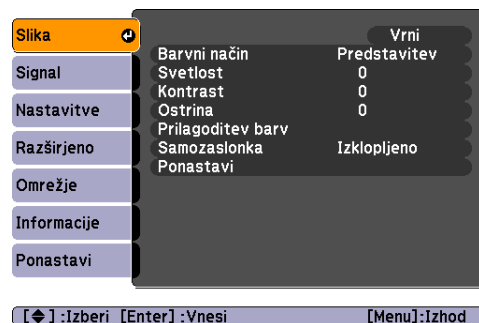 Slika
Signal
Nastavitve
Razširjeno
Omrežje
Informacije
Ponastavi
Vrni
Barvni način Predstavitev
Svetlost 0
Kontrast 0
Ostrina 0
Prilagoditev barv
Samozaslonka Izklopljeno
Ponastavi
[◆] :Izberi [Enter] :Vnesi [Menu]:Izhod